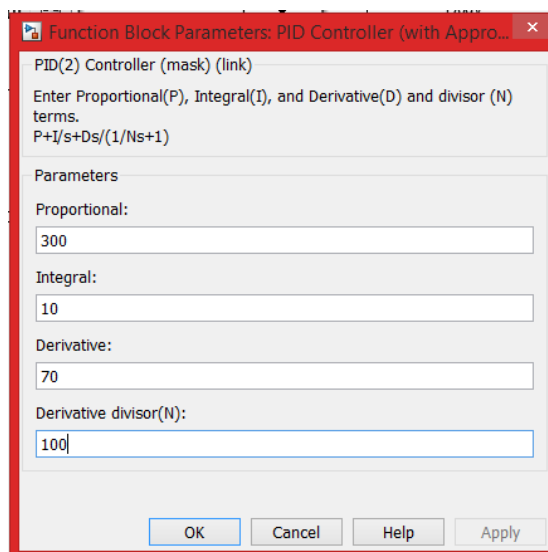 Function Block Parameters: PID Controller (with Appro...
PID(2) Controller (mask) (link)
Enter Proportional(P), Integral(I), and Derivative(D) and divisor (N)
terms.
P+I/s+Ds/(1/Ns+1)
Parameters
Proportional:
300
Integral:
10
Derivative:
70
Derivative divisor(N):
100
OK
Cancel
Help
Apply